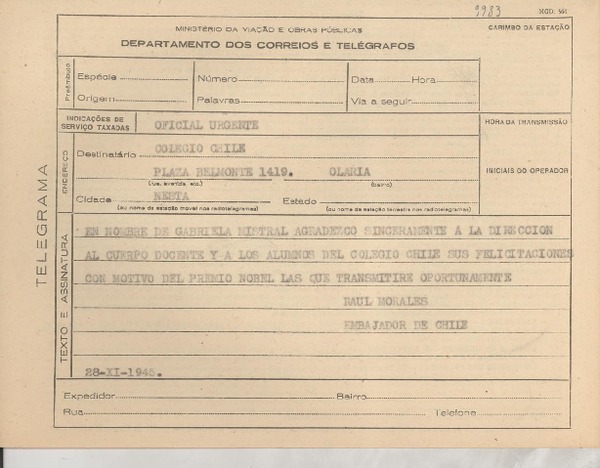 9983
MOD. 561
MINISTÉRIO DA VIAÇÃO E OBRAS PÚBLICAS
CARIMBO DA ESTAÇÃO
DEPARTAMENTO DOS CORREIOS E TELÉGRAFOS
Preâmbulo
Espécie Número Data Hora
Origem Palavras Via a seguir
INDICAÇÕES DE
SERVIÇO TAXADAS
OFICIAL URGENTE
HORA DA TRANSMISSÃO
ENDEREÇO
Destinatário COLEGIO CHILE
PLAZA BELMONTE 1419. OLARIA
(rua, avenida, etc.) (bairro)
INICIAIS DO OPERADOR
Cidade NESTA Estado
(ou nome da estação movel nos radiotelegramas) (ou nome da estação terrestre nos radiotelegramas)
TELEGRAMA
TEXTO E ASSINATURA
EN NOMBRE DE GABRIELA MISTRAL AGRADEZCO SINCERAMENTE A LA DIRECCION
AL CUERPO DOCENTE Y A LOS ALUMNOS DEL COLEGIO CHILE SUS FELICITACIONES
CON MOTIVO DEL PREMIO NOBEL LAS QUE TRANSMITIRE OPORTUNAMENTE
RAUL MORALES
EMBAJADOR DE CHILE
28-XI-1945.
Expedidor Bairro
Rua Telefone